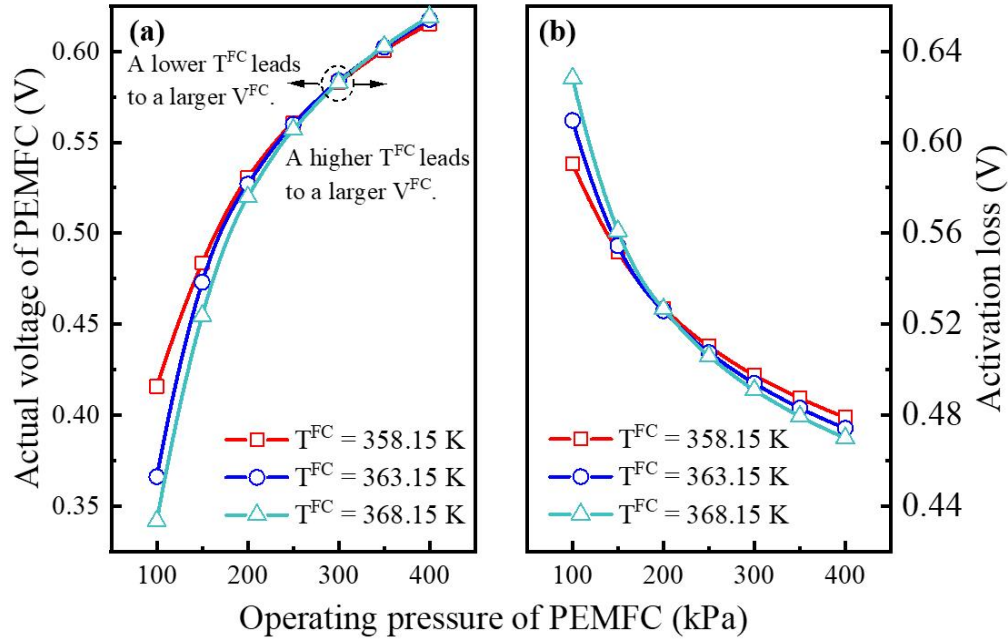 (a)
A lower T^FC leads
to a larger V^FC.
A higher T^FC leads
to a larger V^FC.
T^FC = 358.15 K
T^FC = 363.15 K
T^FC = 368.15 K
0.60
0.55
0.50
0.45
0.40
0.35
100 200 300 400
Actual voltage of PEMFC (V)
(b)
T^FC = 358.15 K
T^FC = 363.15 K
T^FC = 368.15 K
0.64
0.60
0.56
0.52
0.48
0.44
100 200 300 400
Activation loss (V)
Operating pressure of PEMFC (kPa)